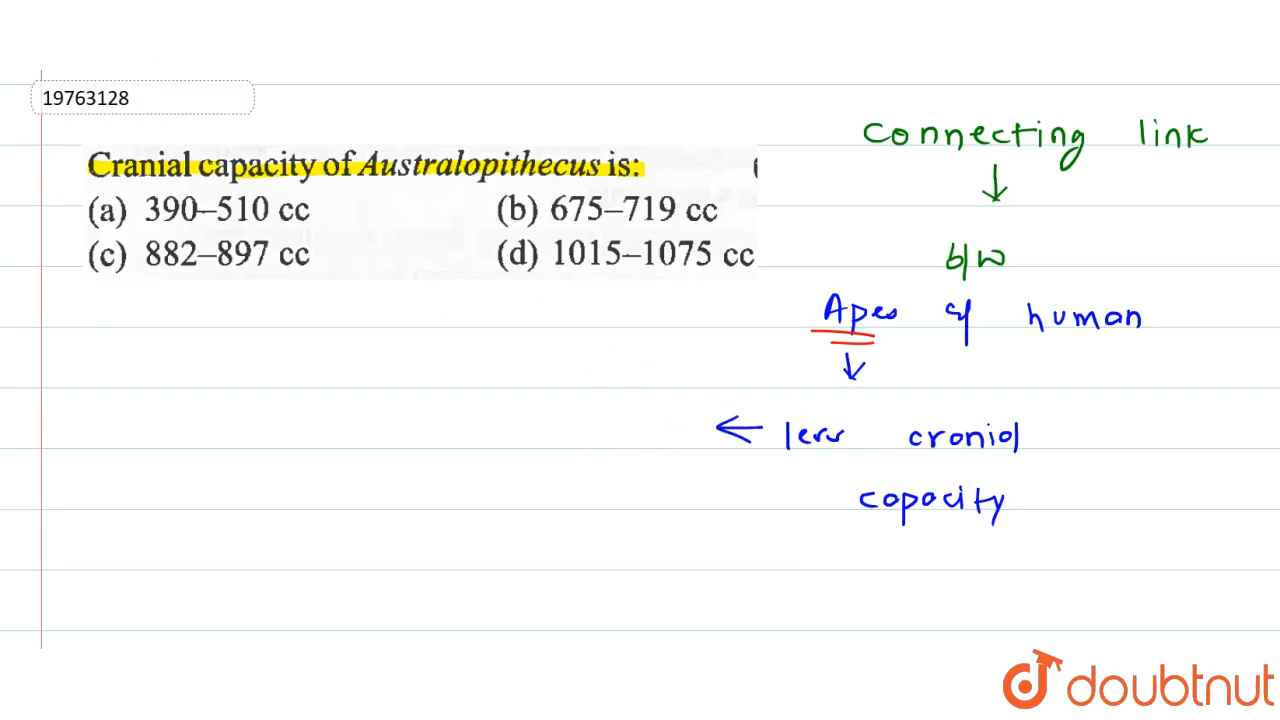 19763128
Cranial capacity of Australopithecus is:
(a) 390–510 cc (b) 675–719 cc
(c) 882–897 cc (d) 1015–1075 cc
Connecting link
↓
b/w
Apes & human
↓
← less cranial
capacity
doubtnut